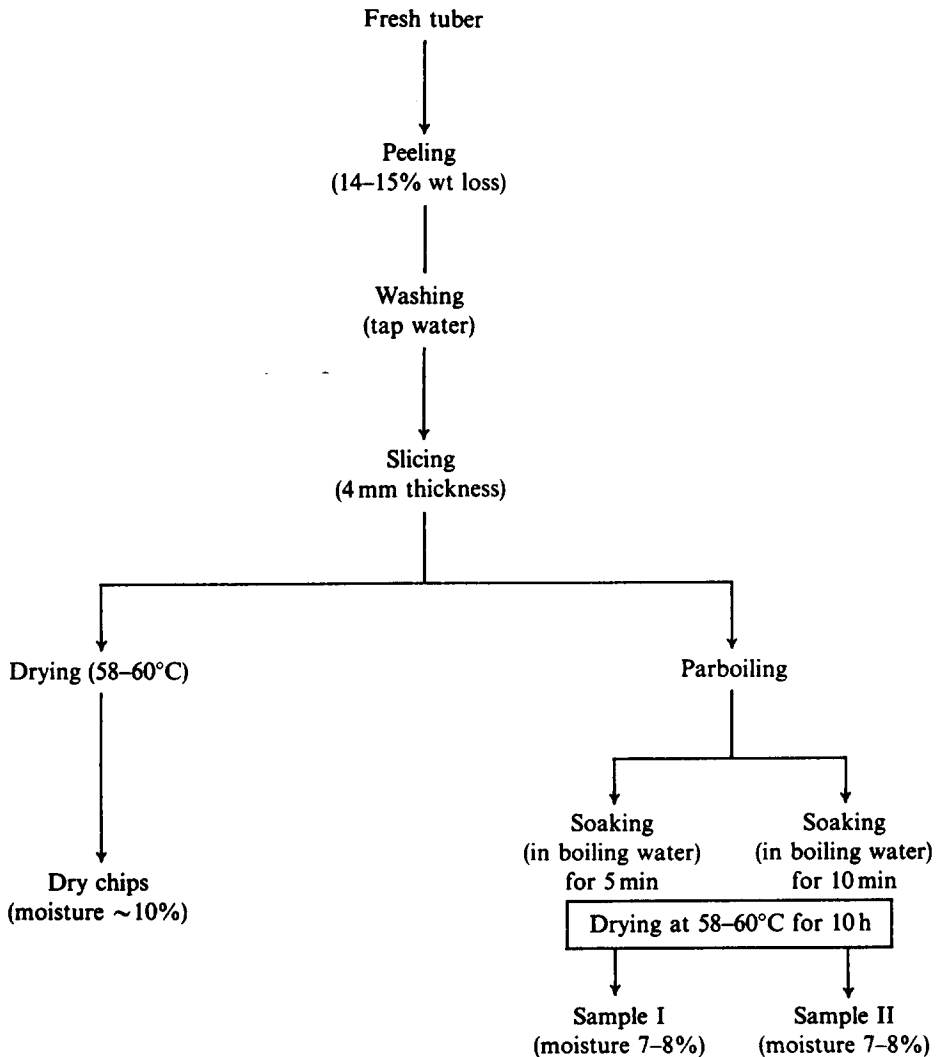 Fresh tuber
Peeling
(14–15% wt loss)
Washing
(tap water)
Slicing
(4 mm thickness)
Drying (58–60°C)
Parboiling
Soaking
(in boiling water)
for 5 min
Soaking
(in boiling water)
for 10 min
Dry chips
(moisture ~10%)
Drying at 58–60°C for 10 h
Sample I
(moisture 7–8%)
Sample II
(moisture 7–8%)